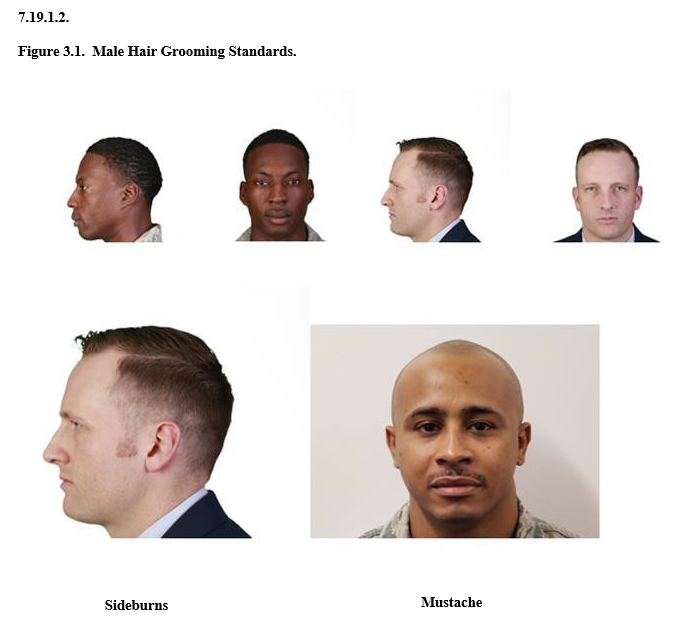 7.19.1.2.
Figure 3.1. Male Hair Grooming Standards.
Sideburns
Mustache